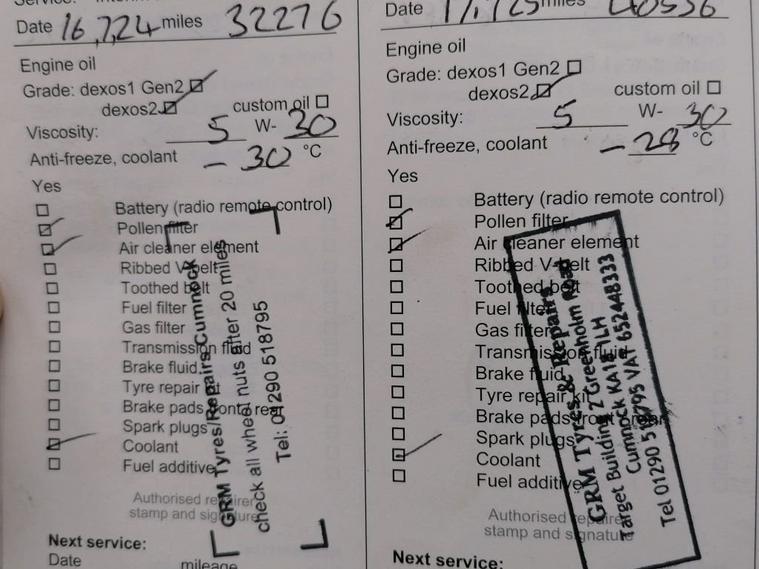 Date 16,7,24 miles 32276
Engine oil
Grade: dexos1 Gen2
dexos2 custom oil
Viscosity: 5 W- 30
Anti-freeze, coolant - 30 °C
Yes
Battery (radio remote control)
Pollen filter
Air cleaner element
Ribbed V-belt
Toothed belt
Fuel filter
Gas filter
Transmission fluid
Brake fluid
Tyre repair kit
Brake pads front/rear
Spark plugs
Coolant
Fuel additive
Authorised repairer
stamp and signature
GRM Tyres/Repairs Cumnock
check all wheel nuts after 20 miles
Tel: 01290 518795
Next service:
Date mileage
Date 17,7,25 miles
Engine oil
Grade: dexos1 Gen2
dexos2 custom oil
Viscosity: 5 W- 30
Anti-freeze, coolant - 28 °C
Yes
Battery (radio remote control)
Pollen filter
Air cleaner element
Ribbed V-belt
Toothed belt
Fuel filter
Gas filter
Transmission fluid
Brake fluid
Tyre repair kit
Brake pads front/rear
Spark plugs
Coolant
Fuel additive
Authorised repairer
stamp and signature
GRM Tyres & Repairs
Target Building, 2 Greenholm Road
Cumnock KA18 1LH
VAT 652448333
Tel 01290 518795
Next service: